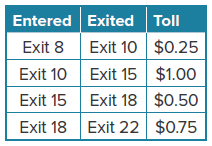 Entered Exited Toll
Exit 8 Exit 10 $0.25
Exit 10 Exit 15 $1.00
Exit 15 Exit 18 $0.50
Exit 18 Exit 22 $0.75